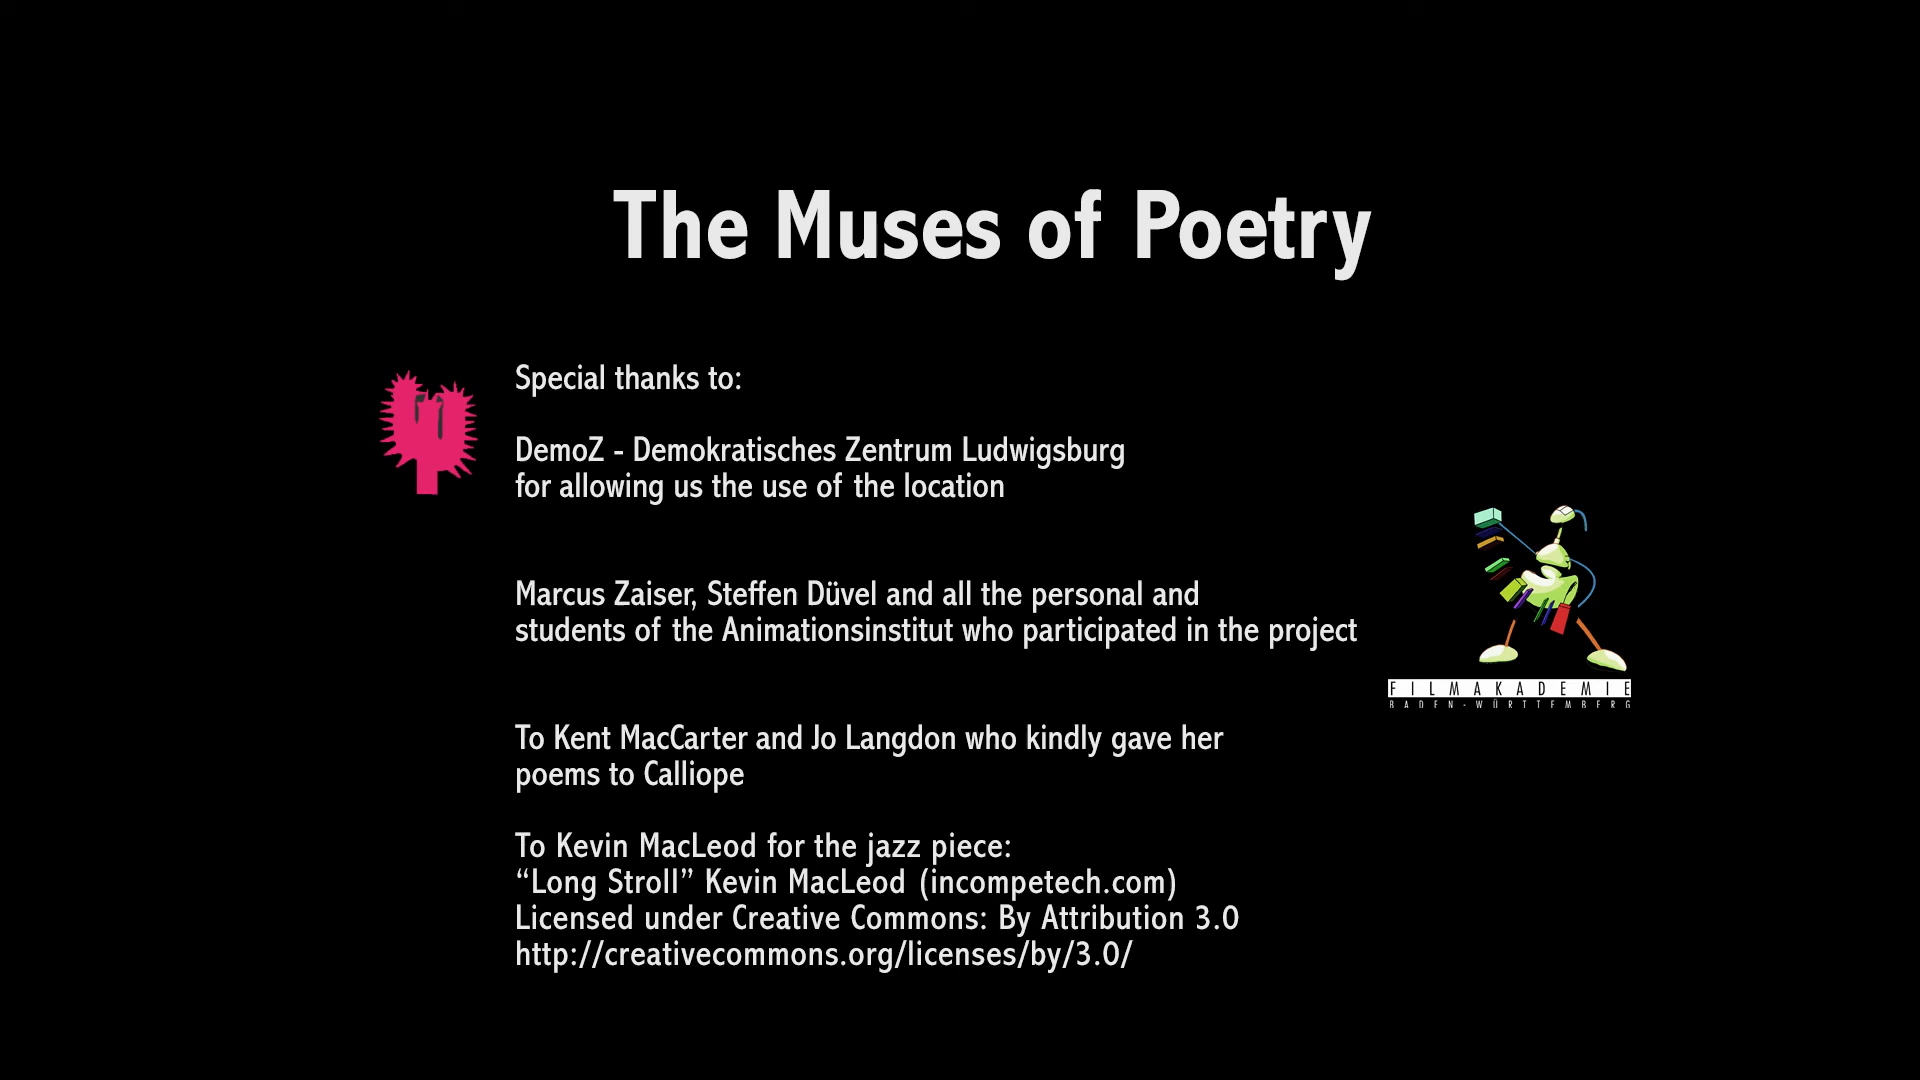 The Muses of Poetry
Special thanks to:
DemoZ - Demokratisches Zentrum Ludwigsburg
for allowing us the use of the location
Marcus Zaiser, Steffen Düvel and all the personal and
students of the Animationsinstitut who participated in the project
FILMAKADEMIE
BADEN-WÜRTTEMBERG
To Kent MacCarter and Jo Langdon who kindly gave her
poems to Calliope
To Kevin MacLeod for the jazz piece:
“Long Stroll” Kevin MacLeod (incompetech.com)
Licensed under Creative Commons: By Attribution 3.0
http://creativecommons.org/licenses/by/3.0/